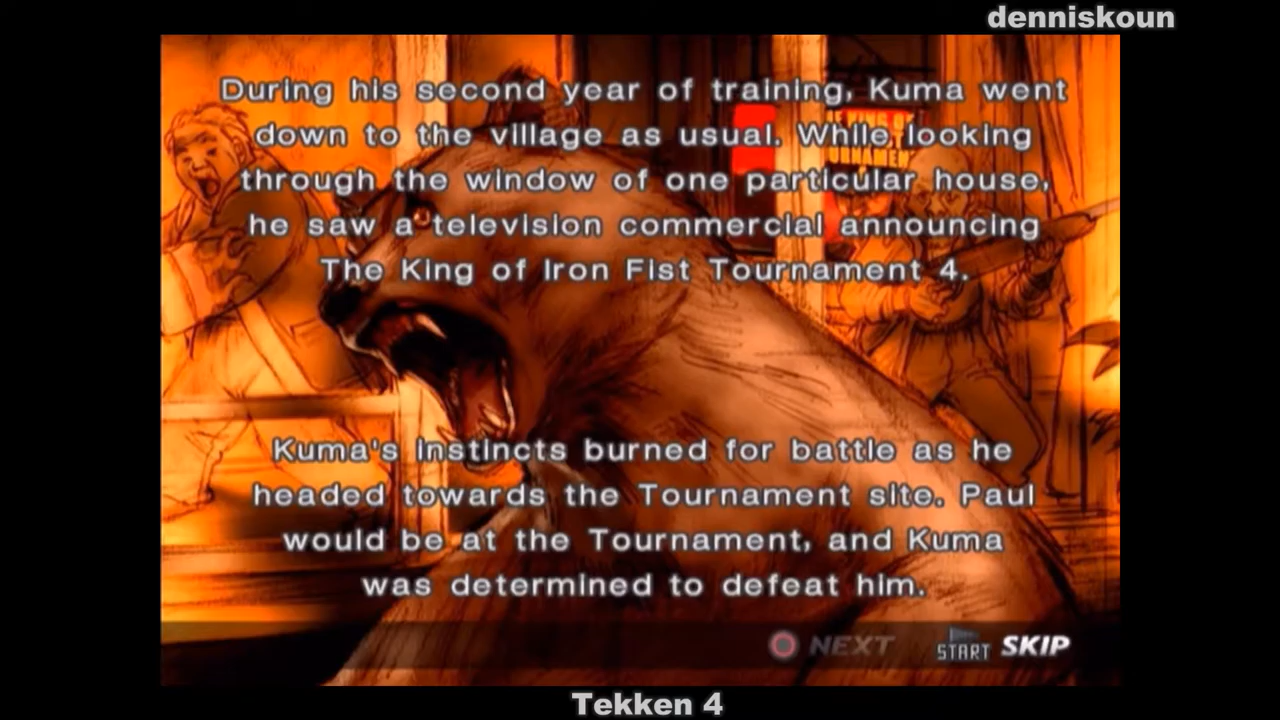 denniskoun
During his second year of training, Kuma went
down to the village as usual. While looking
through the window of one particular house,
he saw a television commercial announcing
The King of Iron Fist Tournament 4.
Kuma's instincts burned for battle as he
headed towards the Tournament site. Paul
would be at the Tournament, and Kuma
was determined to defeat him.
NEXT START SKIP
Tekken 4